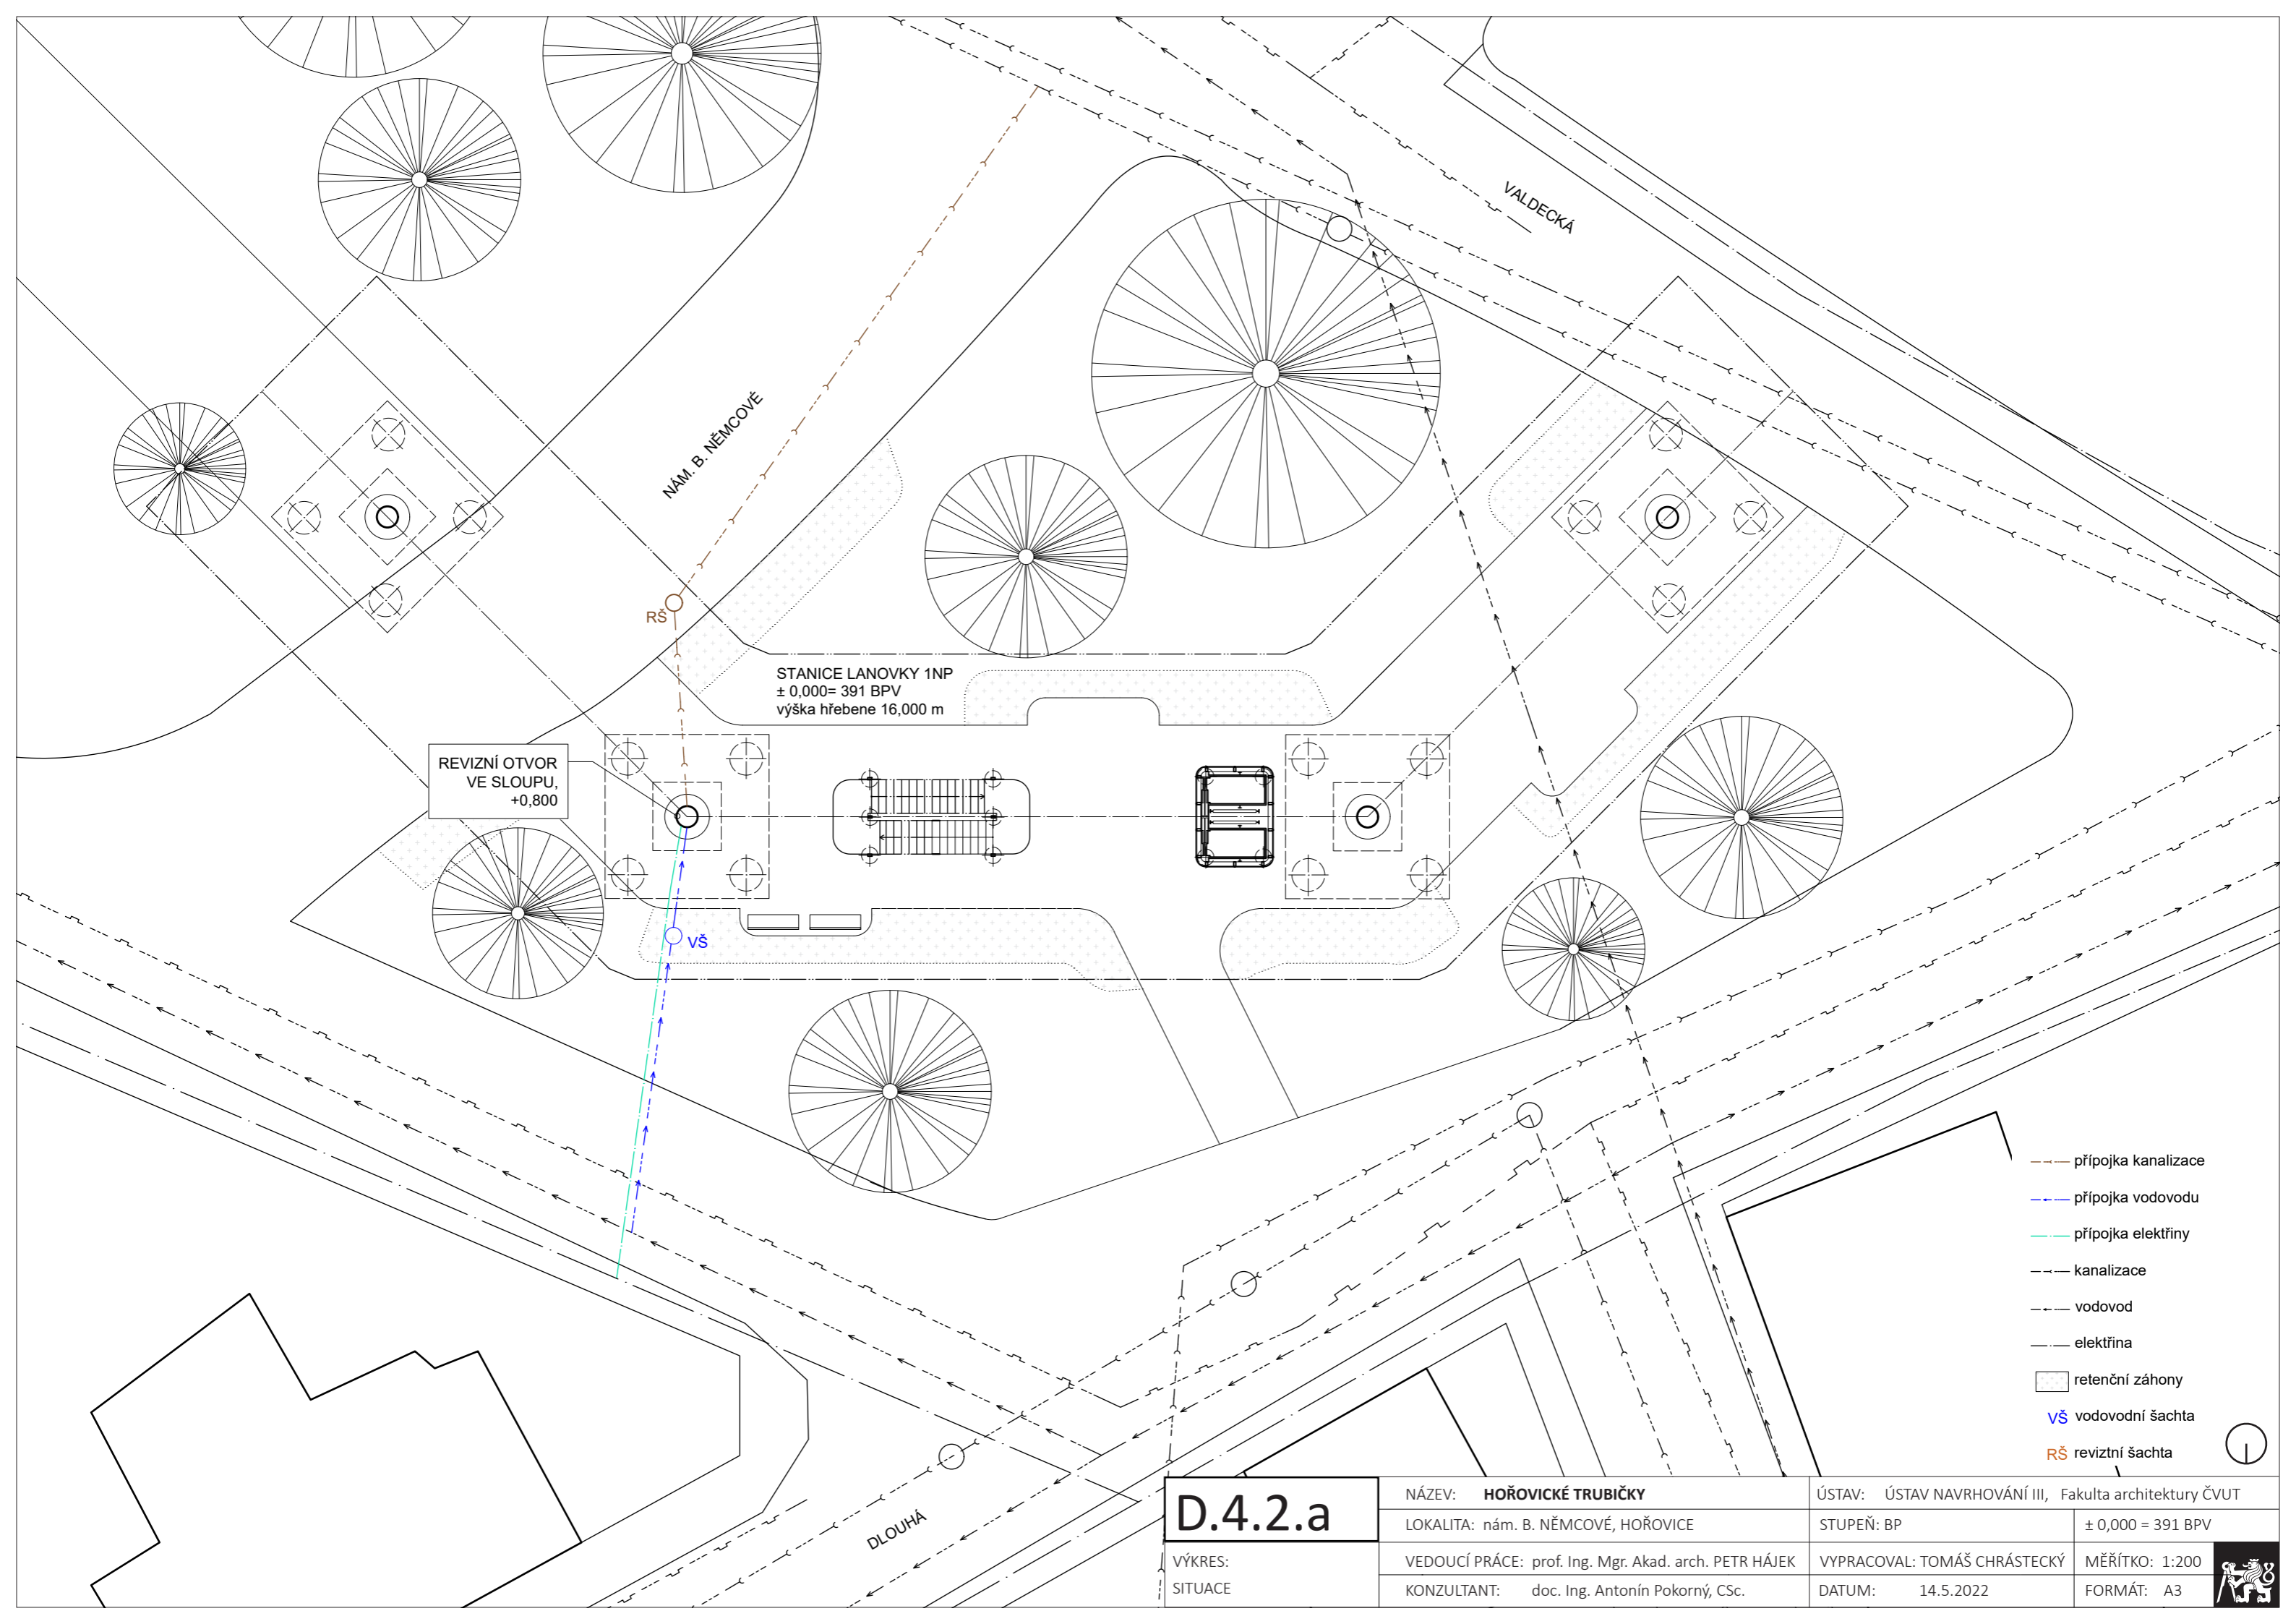 VALDECKÁ
NÁM. B. NĚMCOVÉ
RŠ
STANICE LANOVKY 1NP
± 0,000= 391 BPV
výška hřebene 16,000 m
REVIZNÍ OTVOR
VE SLOUPU,
+0,800
VŠ
DLOUHÁ
přípojka kanalizace
přípojka vodovodu
přípojka elektřiny
kanalizace
vodovod
elektřina
retenční záhony
VŠ vodovodní šachta
RŠ reviztní šachta
D.4.2.a
VÝKRES:
SITUACE
NÁZEV: HOŘOVICKÉ TRUBIČKY
ÚSTAV: ÚSTAV NAVRHOVÁNÍ III, Fakulta architektury ČVUT
LOKALITA: nám. B. NĚMCOVÉ, HOŘOVICE
STUPEŇ: BP
± 0,000 = 391 BPV
VEDOUCÍ PRÁCE: prof. Ing. Mgr. Akad. arch. PETR HÁJEK
VYPRACOVAL: TOMÁŠ CHRÁSTECKÝ
MĚŘÍTKO: 1:200
KONZULTANT: doc. Ing. Antonín Pokorný, CSc.
DATUM: 14.5.2022
FORMÁT: A3